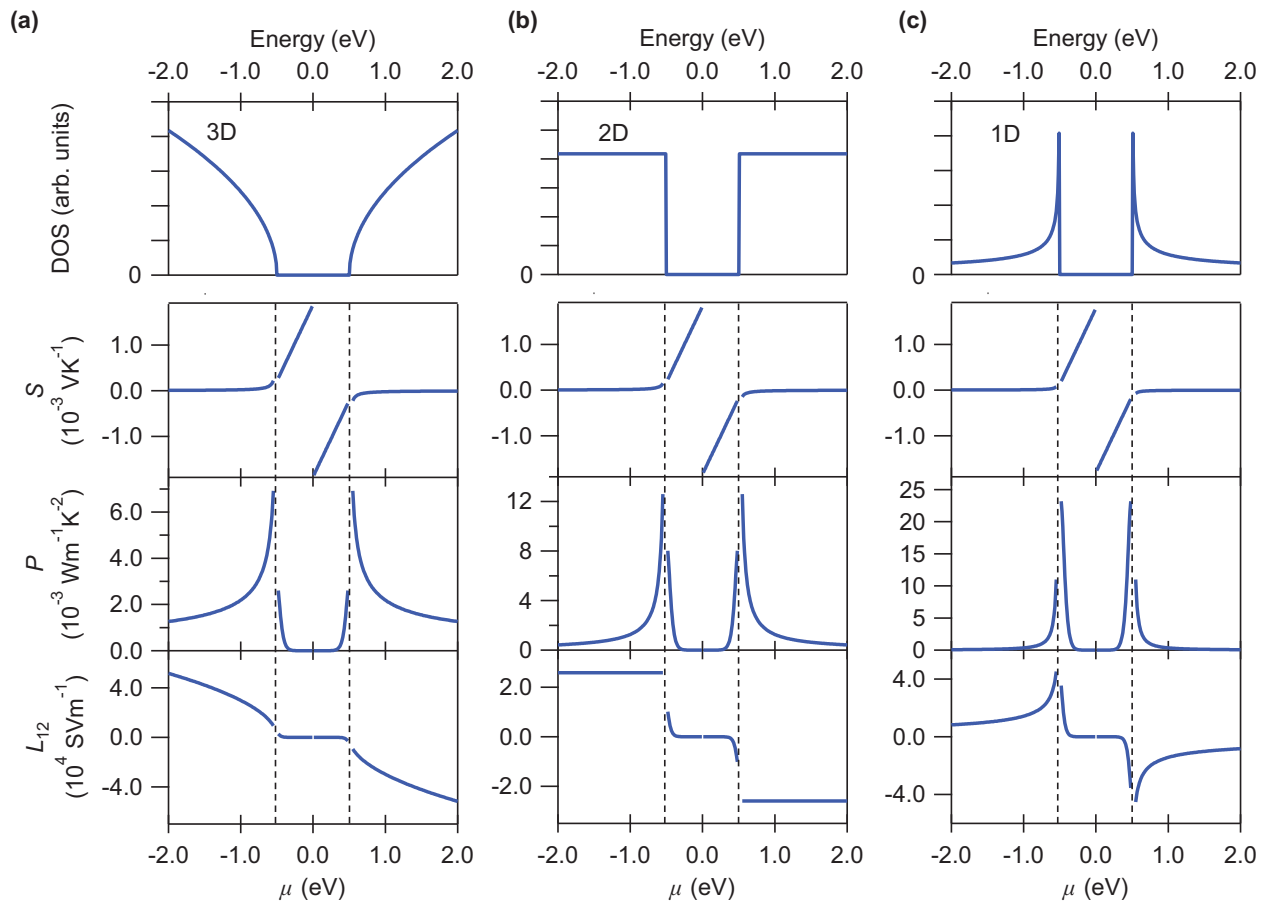 (a)
Energy (eV)
-2.0 -1.0 0.0 1.0 2.0
3D
DOS (arb. units)
0
S
(10⁻³ VK⁻¹)
1.0
0.0
-1.0
P
(10⁻³ Wm⁻¹K⁻²)
6.0
4.0
2.0
0.0
L₁₂
(10⁴ SVm⁻¹)
4.0
0.0
-4.0
-2.0 -1.0 0.0 1.0 2.0
μ (eV)
(b)
Energy (eV)
-2.0 -1.0 0.0 1.0 2.0
2D
0
1.0
0.0
-1.0
12
8
4
0
2.0
0.0
-2.0
-2.0 -1.0 0.0 1.0 2.0
μ (eV)
(c)
Energy (eV)
-2.0 -1.0 0.0 1.0 2.0
1D
0
1.0
0.0
-1.0
25
20
15
10
5
0
4.0
0.0
-4.0
-2.0 -1.0 0.0 1.0 2.0
μ (eV)